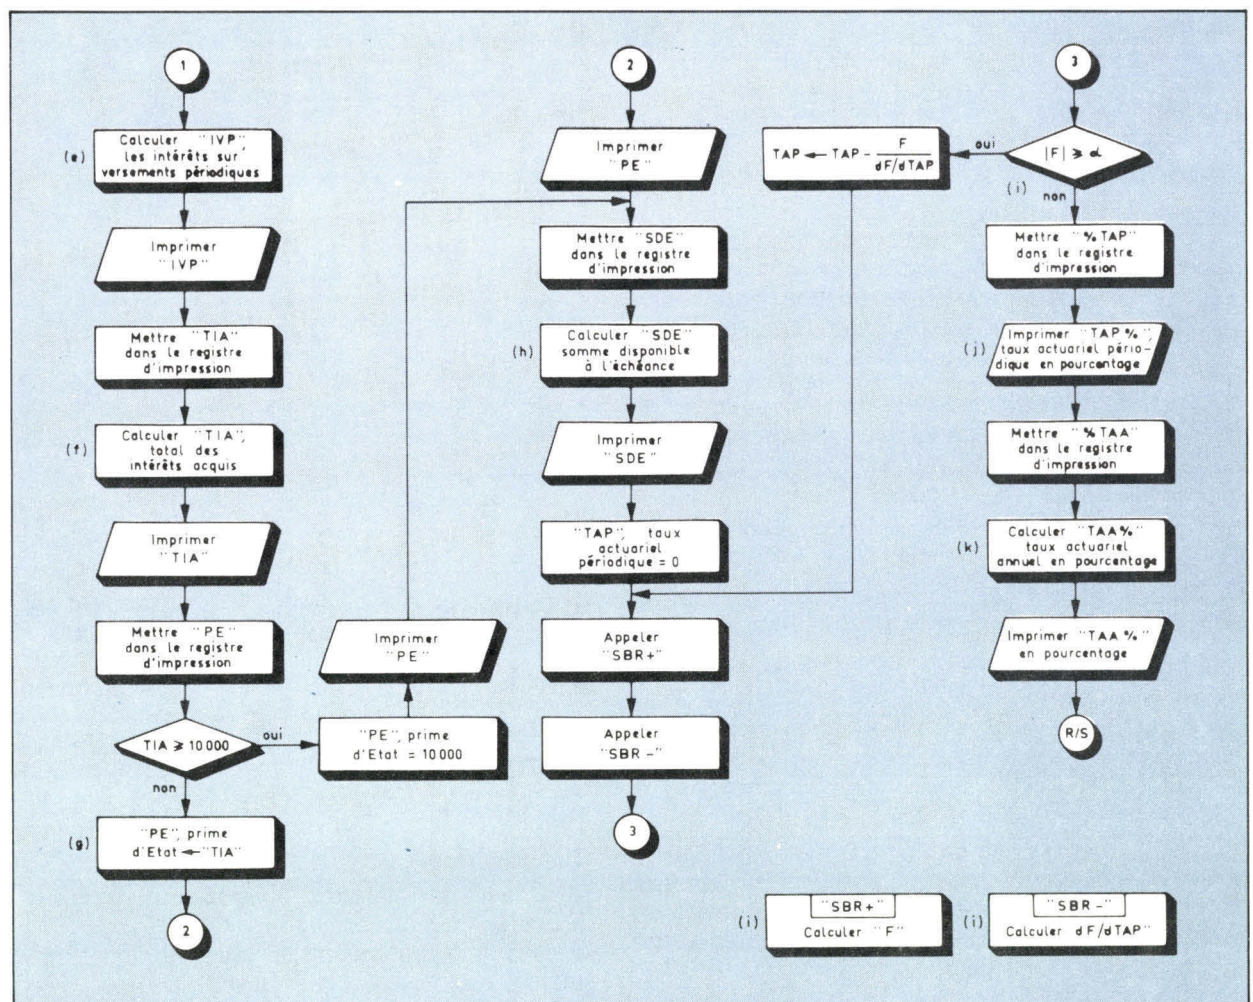 1
(e)
Calculer "IVP"
les intérêts sur
versements périodiques
Imprimer
"IVP"
Mettre "TIA"
dans le registre
d'impression
(f)
Calculer "TIA",
total des
intérêts acquis
Imprimer
"TIA"
Mettre "PE"
dans le registre
d'impression
TIA ⩾ 10000
oui
non
(g)
"PE", prime
d'Etat ← "TIA"
2
"PE", prime
d'Etat = 10000
Imprimer
"PE"
2
Imprimer
"PE"
Mettre "SDE"
dans le registre
d'impression
(h)
Calculer "SDE"
somme disponible
à l'échéance
Imprimer
"SDE"
"TAP", taux
actuariel
périodique = 0
Appeler
"SBR+"
Appeler
"SBR-"
3
3
|F| ⩾ α
oui
(i)
non
TAP ← TAP - F
dF/dTAP
Mettre "%TAP"
dans le registre
d'impression
(j)
Imprimer "TAP%"
taux actuariel pério-
dique en pourcentage
Mettre "%TAA"
dans le registre
d'impression
(k)
Calculer "TAA%"
taux actuariel
annuel en pourcentage
Imprimer "TAA%"
en pourcentage
R/S
(i)
"SBR+"
Calculer "F"
(i)
"SBR-"
Calculer dF/dTAP"